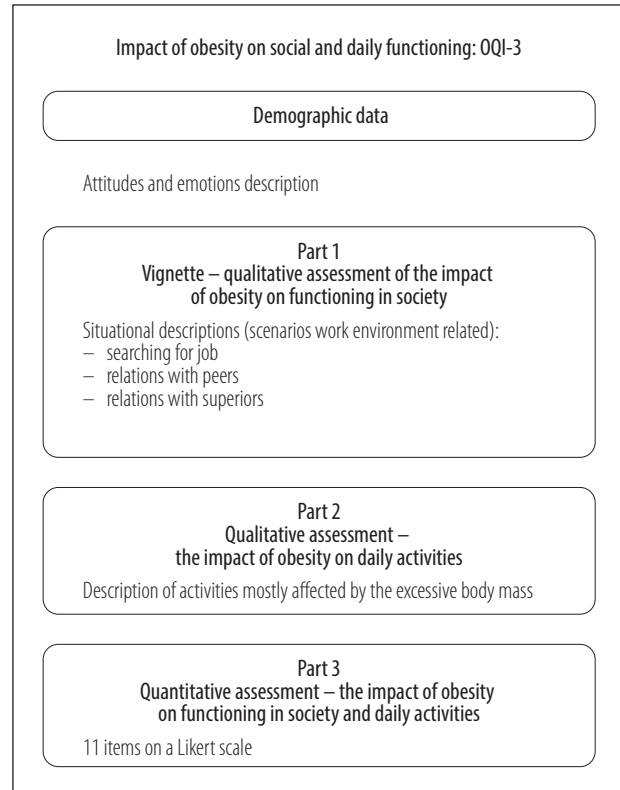 Impact of obesity on social and daily functioning: OQI-3
Demographic data
Attitudes and emotions description
Part 1
Vignette – qualitative assessment of the impact
of obesity on functioning in society
Situational descriptions (scenarios work environment related):
– searching for job
– relations with peers
– relations with superiors
Part 2
Qualitative assessment –
the impact of obesity on daily activities
Description of activities mostly affected by the excessive body mass
Part 3
Quantitative assessment – the impact of obesity
on functioning in society and daily activities
11 items on a Likert scale